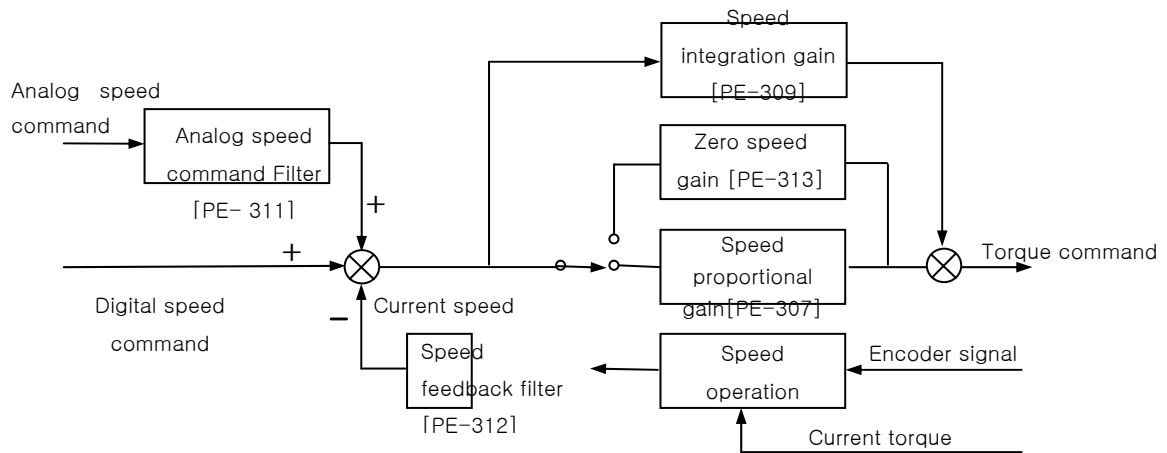 Speed
integration gain
[PE-309]
Analog speed
command
Analog speed
command Filter
[PE- 311]
Zero speed
gain [PE-313]
+
+
Speed
proportional
gain[PE-307]
Torque command
Digital speed
command
−
Current speed
Speed
feedback filter
[PE-312]
Speed
operation
Encoder signal
Current torque